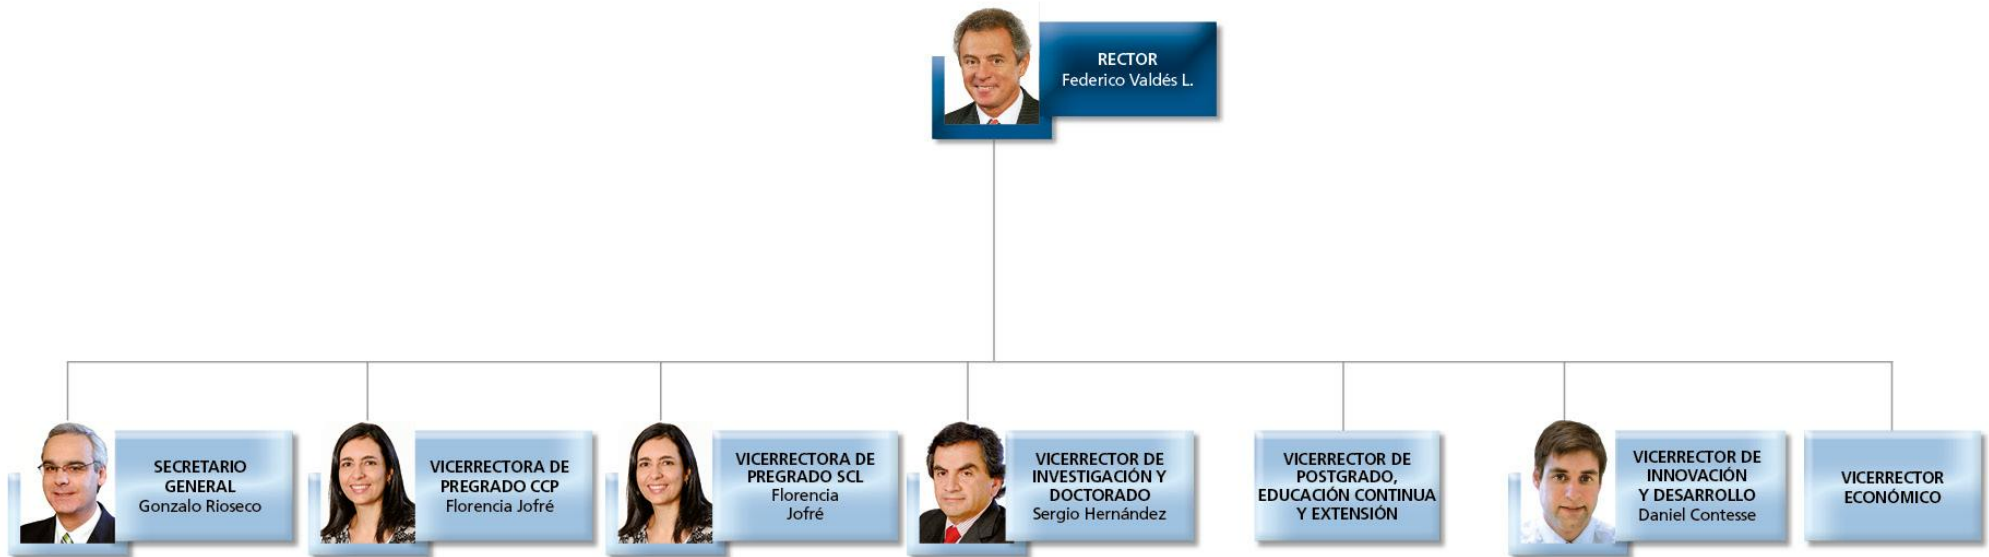 RECTOR
Federico Valdés L.
SECRETARIO
GENERAL
Gonzalo Rioseco
VICERRECTORA DE
PREGRADO CCP
Florencia Jofré
VICERRECTORA DE
PREGRADO SCL
Florencia
Jofré
VICERRECTOR DE
INVESTIGACIÓN Y
DOCTORADO
Sergio Hernández
VICERRECTOR DE
POSTGRADO,
EDUCACIÓN CONTINUA
Y EXTENSIÓN
VICERRECTOR DE
INNOVACIÓN
Y DESARROLLO
Daniel Contesse
VICERRECTOR
ECONÓMICO